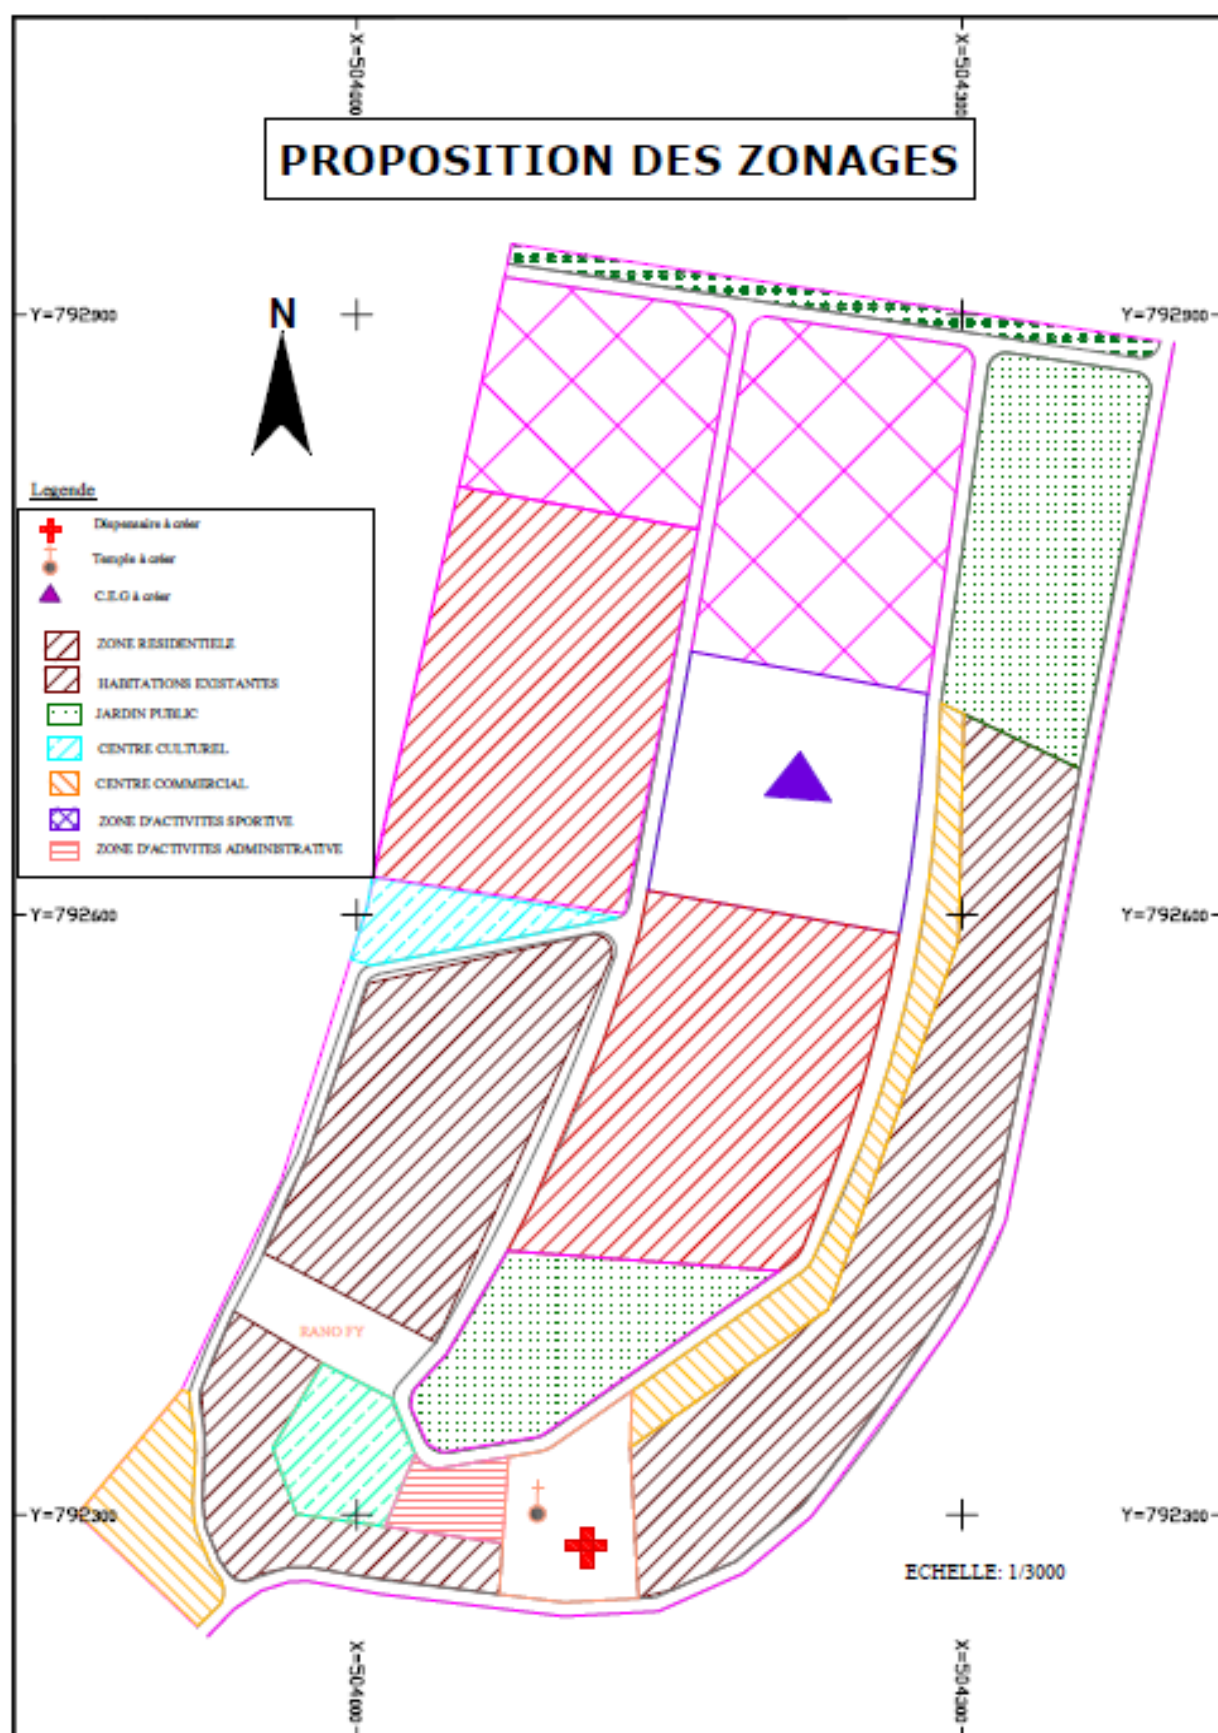 X=504000
X=504300
PROPOSITION DES ZONAGES
Y=792900
N
Y=792900
Legende
Dispensaire à créer
Temple à créer
C.E.G à créer
ZONE RESIDENTIELE
HABITATIONS EXISTANTES
JARDIN PUBLIC
CENTRE CULTUREL
CENTRE COMMERCIAL
ZONE D'ACTIVITES SPORTIVE
ZONE D'ACTIVITES ADMINISTRATIVE
Y=792600
Y=792600
RANO FY
Y=792300
Y=792300
ECHELLE: 1/3000
X=504000
X=504300